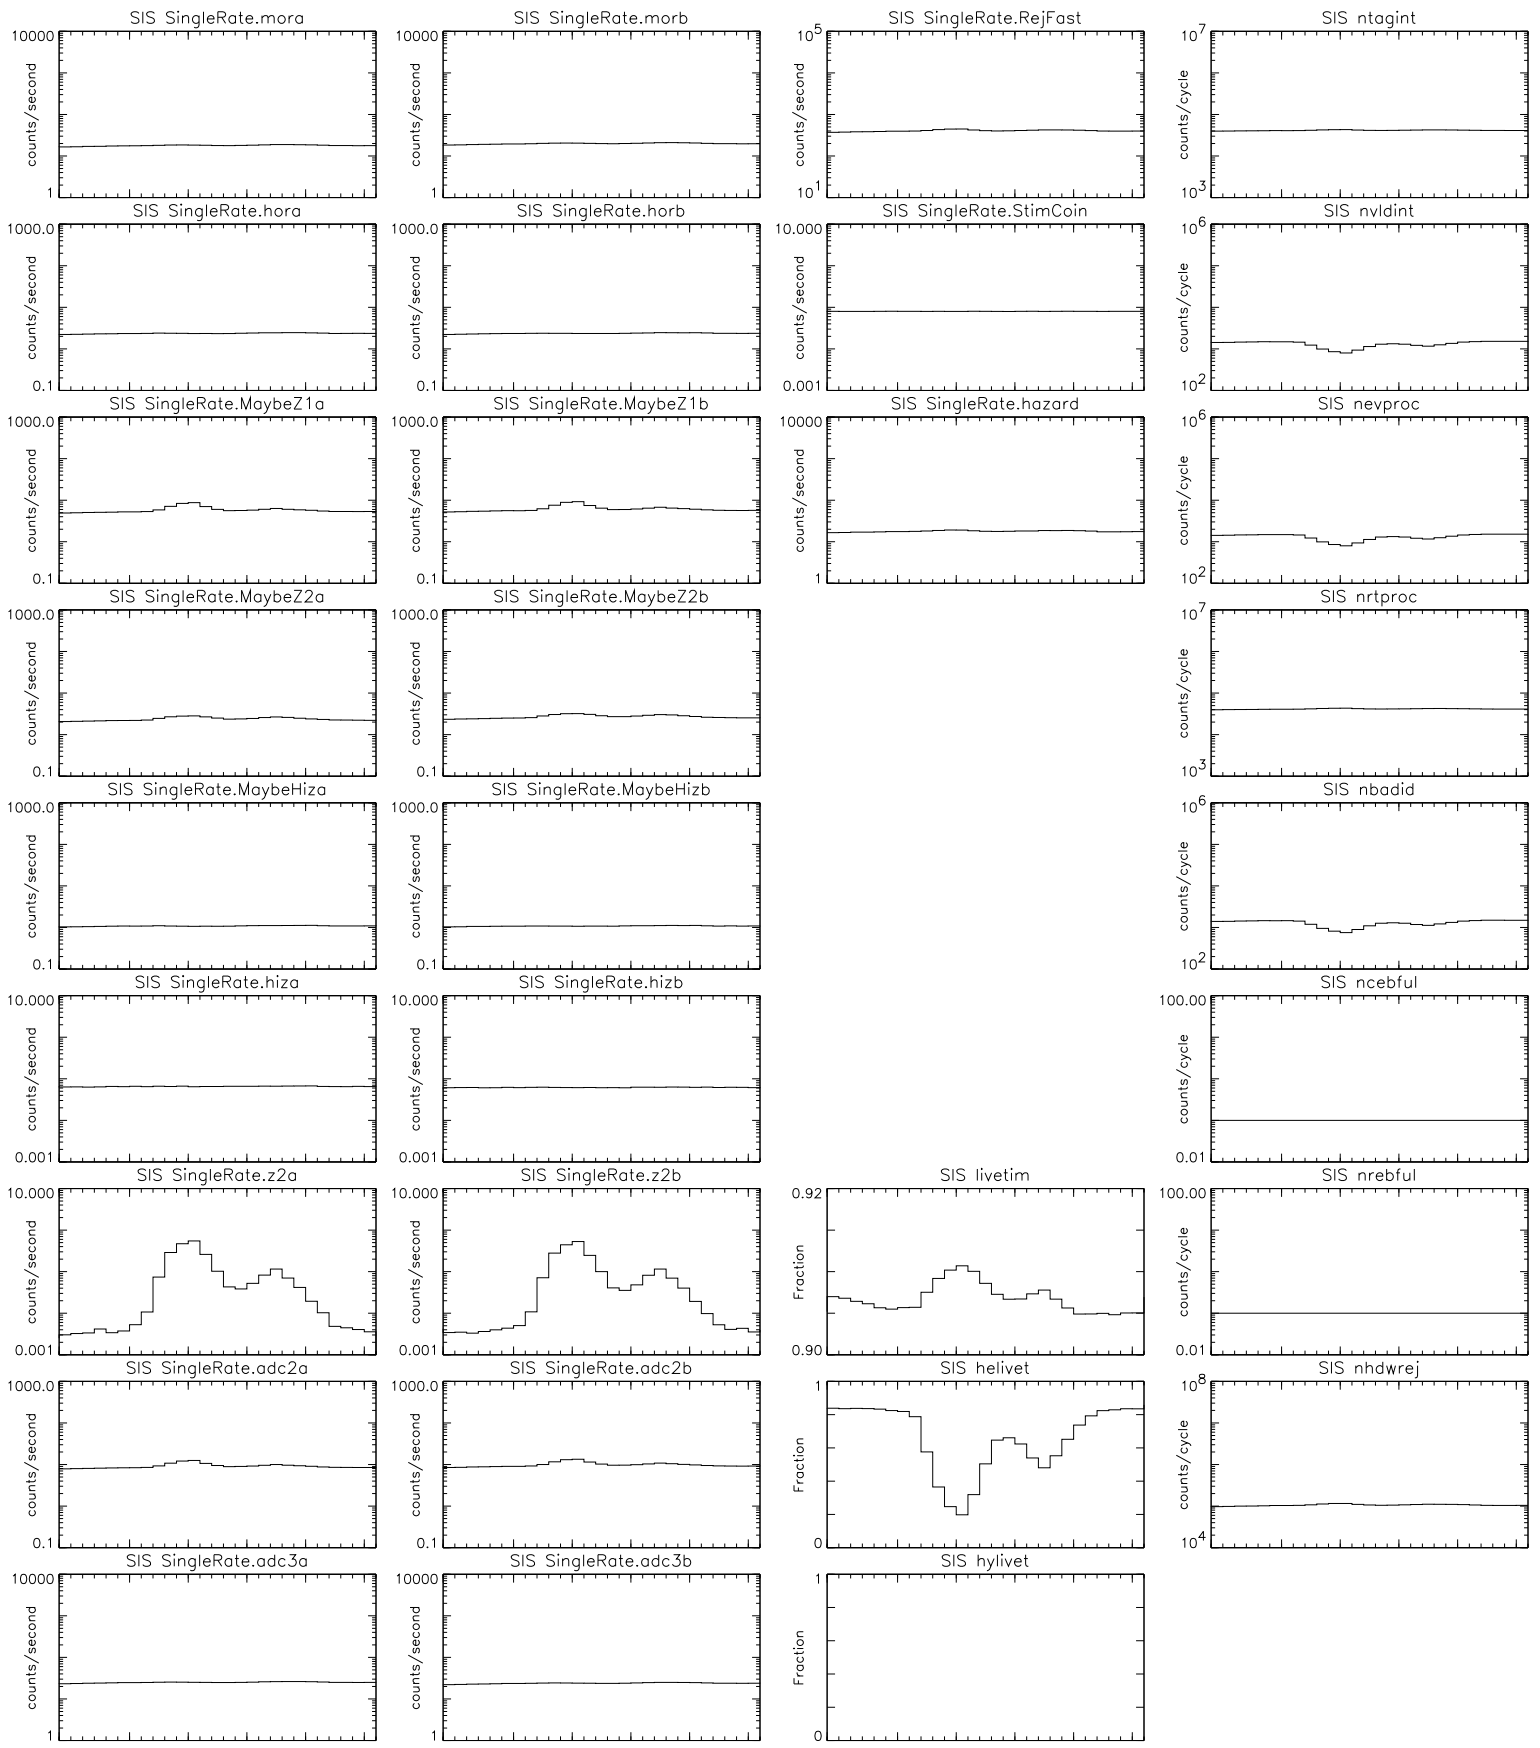 SIS SingleRate.mora
10000
counts/second
1
SIS SingleRate.morb
10000
counts/second
1
SIS SingleRate.RejFast
10^5
counts/second
10^1
SIS ntagint
10^7
counts/cycle
10^3
SIS SingleRate.hora
1000.0
counts/second
0.1
SIS SingleRate.horb
1000.0
counts/second
0.1
SIS SingleRate.StimCoin
10.000
counts/second
0.001
SIS nvldint
10^6
counts/cycle
10^2
SIS SingleRate.MaybeZ1a
1000.0
counts/second
0.1
SIS SingleRate.MaybeZ1b
1000.0
counts/second
0.1
SIS SingleRate.hazard
10000
counts/second
1
SIS nevproc
10^6
counts/cycle
10^2
SIS SingleRate.MaybeZ2a
1000.0
counts/second
0.1
SIS SingleRate.MaybeZ2b
1000.0
counts/second
0.1
SIS nrtproc
10^7
counts/cycle
10^3
SIS SingleRate.MaybeHiza
1000.0
counts/second
0.1
SIS SingleRate.MaybeHizb
1000.0
counts/second
0.1
SIS nbadid
10^6
counts/cycle
10^2
SIS SingleRate.hiza
10.000
counts/second
0.001
SIS SingleRate.hizb
10.000
counts/second
0.001
SIS ncebful
100.00
counts/cycle
0.01
SIS SingleRate.z2a
10.000
counts/second
0.001
SIS SingleRate.z2b
10.000
counts/second
0.001
SIS livetim
0.92
Fraction
0.90
SIS nrebful
100.00
counts/cycle
0.01
SIS SingleRate.adc2a
1000.0
counts/second
0.1
SIS SingleRate.adc2b
1000.0
counts/second
0.1
SIS helivet
1
Fraction
0
SIS nhdwrej
10^8
counts/cycle
10^4
SIS SingleRate.adc3a
10000
counts/second
1
SIS SingleRate.adc3b
10000
counts/second
1
SIS hylivet
1
Fraction
0